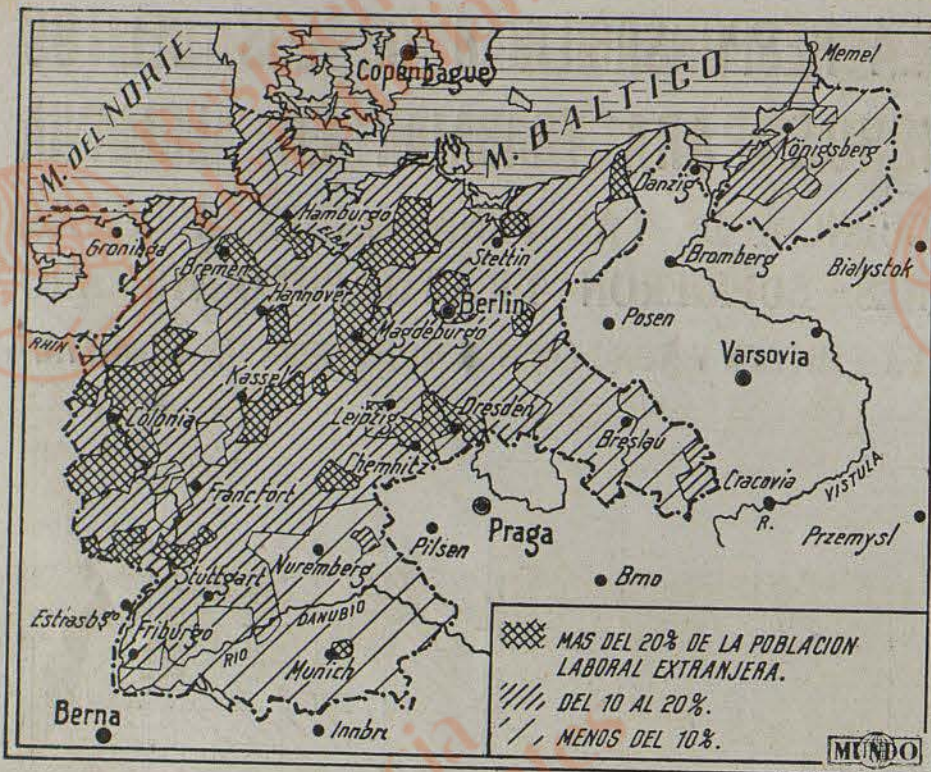 M. DEL NORTE
Copenhague
M. BALTICO
Memel
Königsberg
Danzig
Hamburgo
ELBA
Groninga
Bremen
Stettin
Bromberg
Bialystok
Hannover
Berlin
Magdeburgo
Posen
Varsovia
RHIN
Kassel
Colonia
Leipzig
Dresden
Chemnitz
Breslau
Francfort
Cracovia
VISTULA
R.
Praga
Pilsen
Przemysl
Nuremberg
Stuttgart
Brno
Estrasbgo
Friburgo
RIO DANUBIO
Munich
Berna
Innbru
MAS DEL 20% DE LA POBLACION
LABORAL EXTRANJERA.
DEL 10 AL 20%.
MENOS DEL 10%.
MUNDO